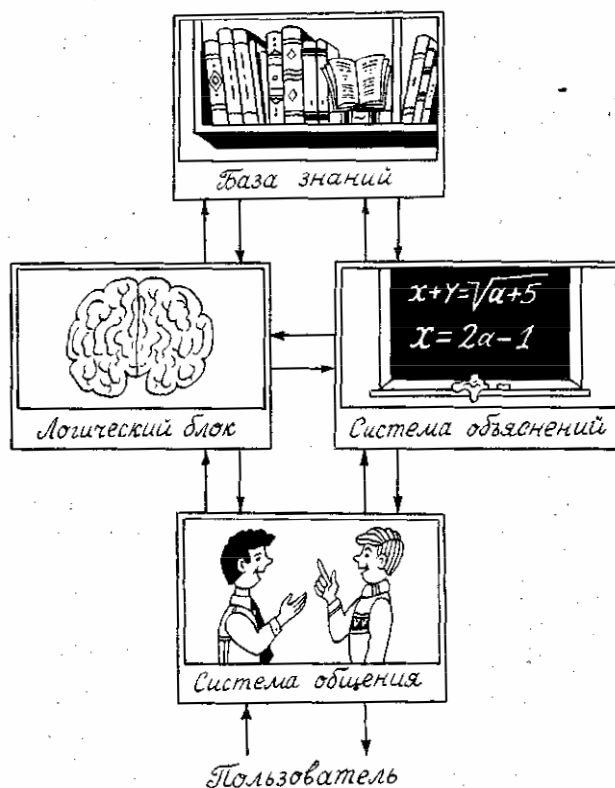 База знаний
x+y=√a+5
x=2a-1
Логический блок
Система объяснений
Система общения
Пользователь